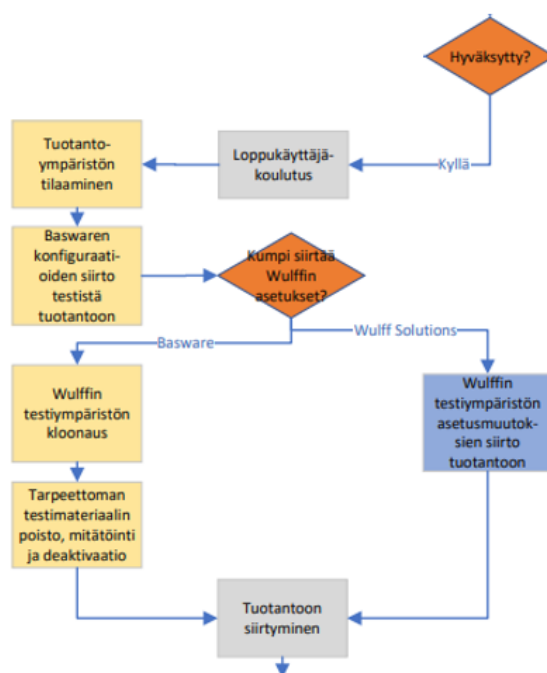 Hyväksytty?
Kyllä
Loppukäyttäjä-
koulutus
Tuotanto-
ympäristön
tilaaminen
Baswaren
konfiguraati-
oiden siirto
testistä
tuotantoon
Kumpi siirtää
Wulffin
asetukset?
Basware
Wulff Solutions
Wulffin
testiympäristön
kloonaus
Wulffin
testiympäristön
asetusmuutok-
sien siirto
tuotantoon
Tarpeettoman
testimateriaalin
poisto, mitätöinti
ja deaktivaatio
Tuotantoon
siirtyminen